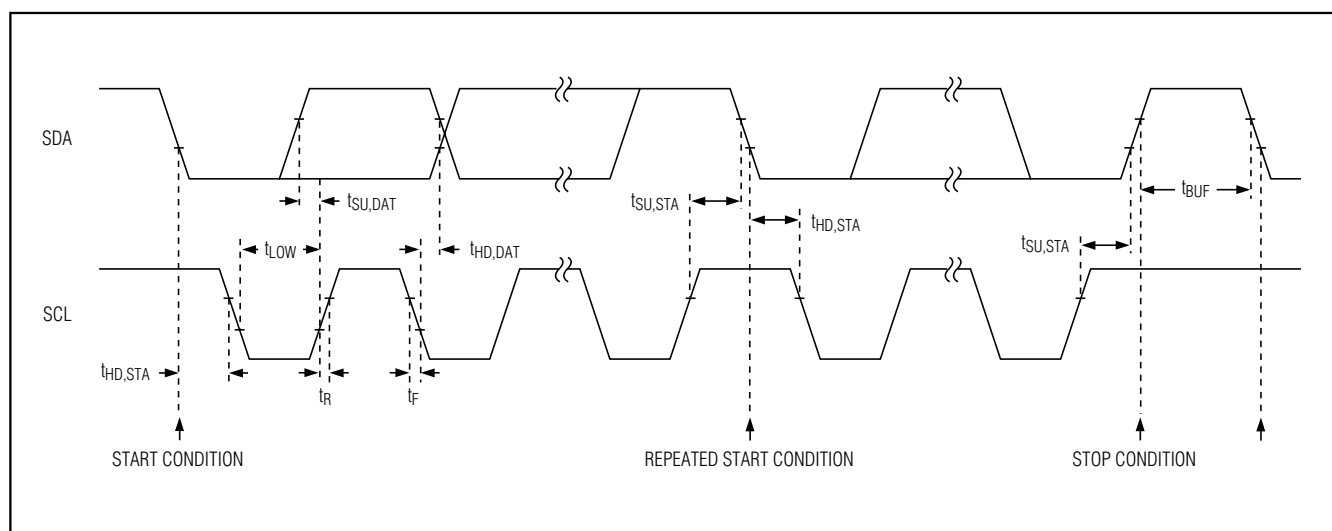 SDA
tSU,DAT
tSU,STA
tBUF
tLOW
tHD,DAT
tHD,STA
tSU,STA
SCL
tHD,STA
tR
tF
START CONDITION
REPEATED START CONDITION
STOP CONDITION